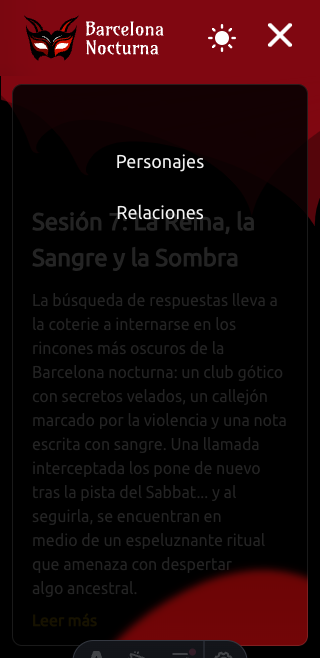 Barcelona
Nocturna
Personajes
Relaciones
Sesión 7: La Reina, la
Sangre y la Sombra
La búsqueda de respuestas lleva a
la coterie a internarse en los
rincones más oscuros de la
Barcelona nocturna: un club gótico
con secretos velados, un callejón
marcado por la violencia y una nota
escrita con sangre. Una llamada
interceptada los pone de nuevo
tras la pista del Sabbat... y al
seguirla, se encuentran en
medio de un espeluznante ritual
que amenaza con despertar
algo ancestral.
Leer más